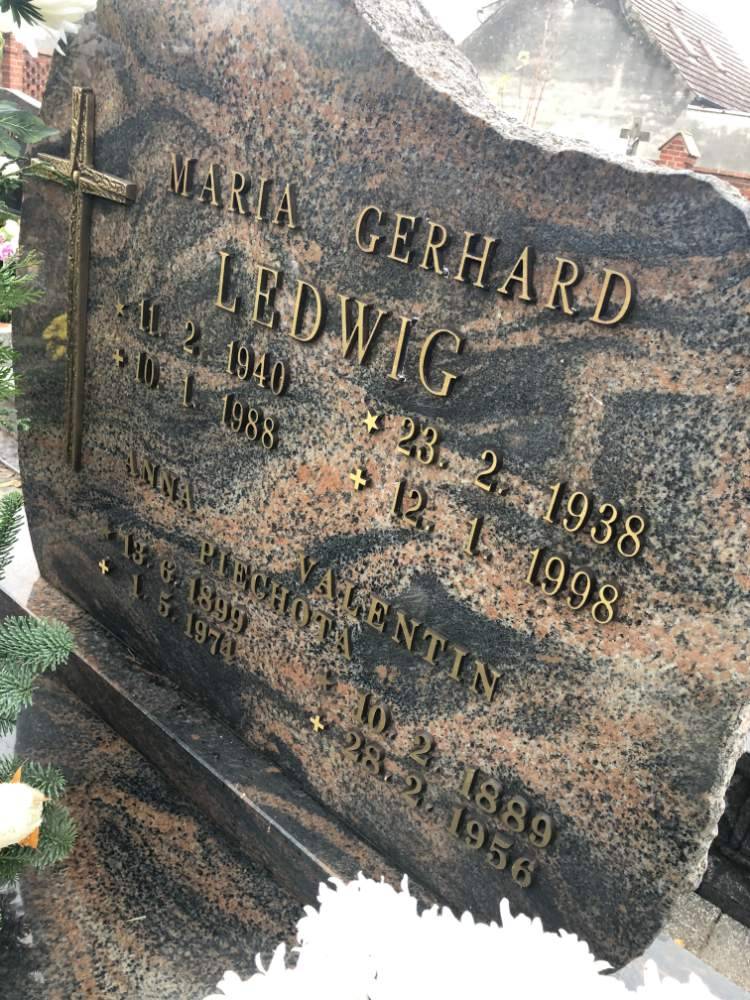 MARIA GERHARD
LEDWIG
* 11. 2. 1940
+ 10. 1. 1988
* 23. 2. 1938
+ 12. 1. 1998
ANNA VALENTIN
PIECHOTA
* 13. 6. 1899
+ 1. 5. 1974
* 10. 2. 1889
+ 28. 2. 1956